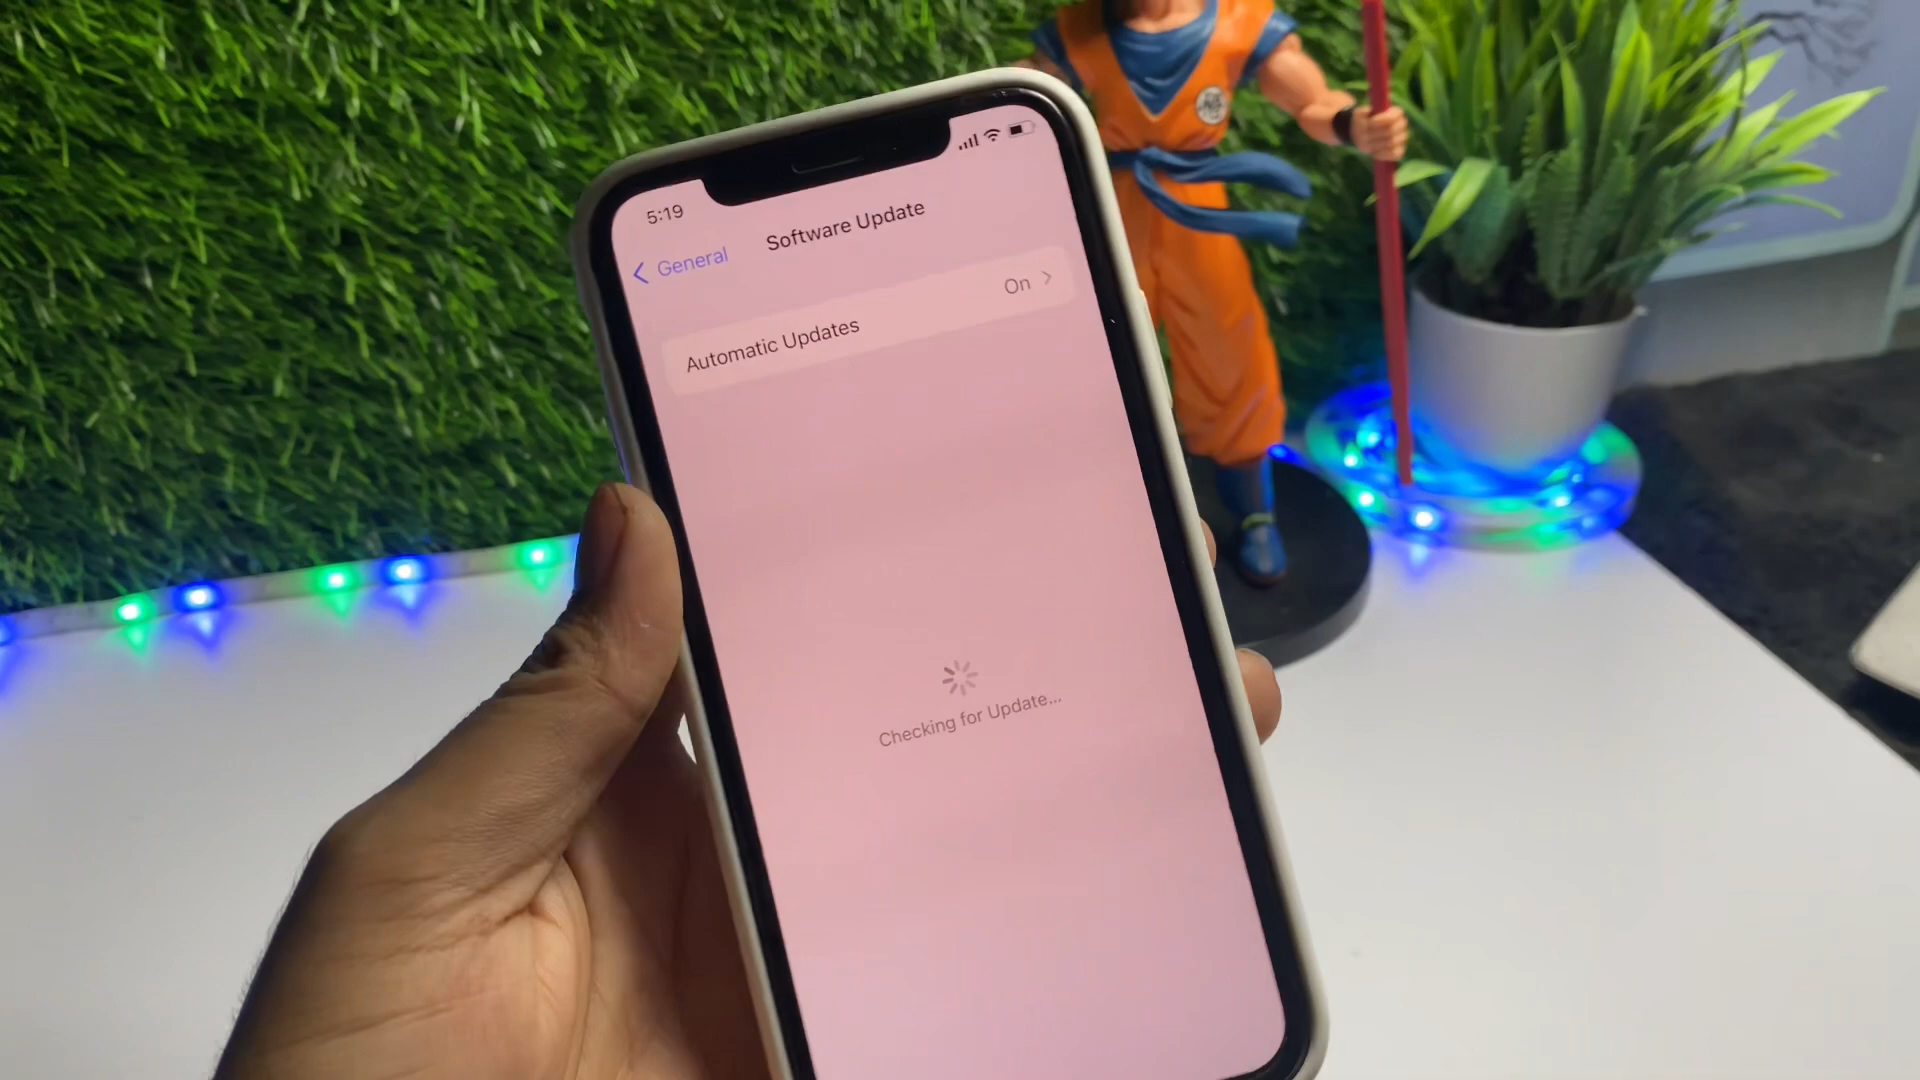 5:19
General
Software Update
Automatic Updates
On
Checking for Update...